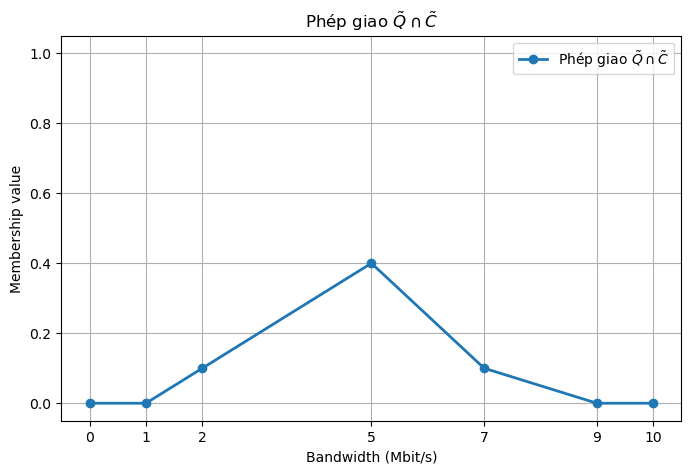 Phép giao Q̃ ∩ C̃
Phép giao Q̃ ∩ C̃
1.0
0.8
0.6
0.4
0.2
0.0
Membership value
0 1 2 5 7 9 10
Bandwidth (Mbit/s)